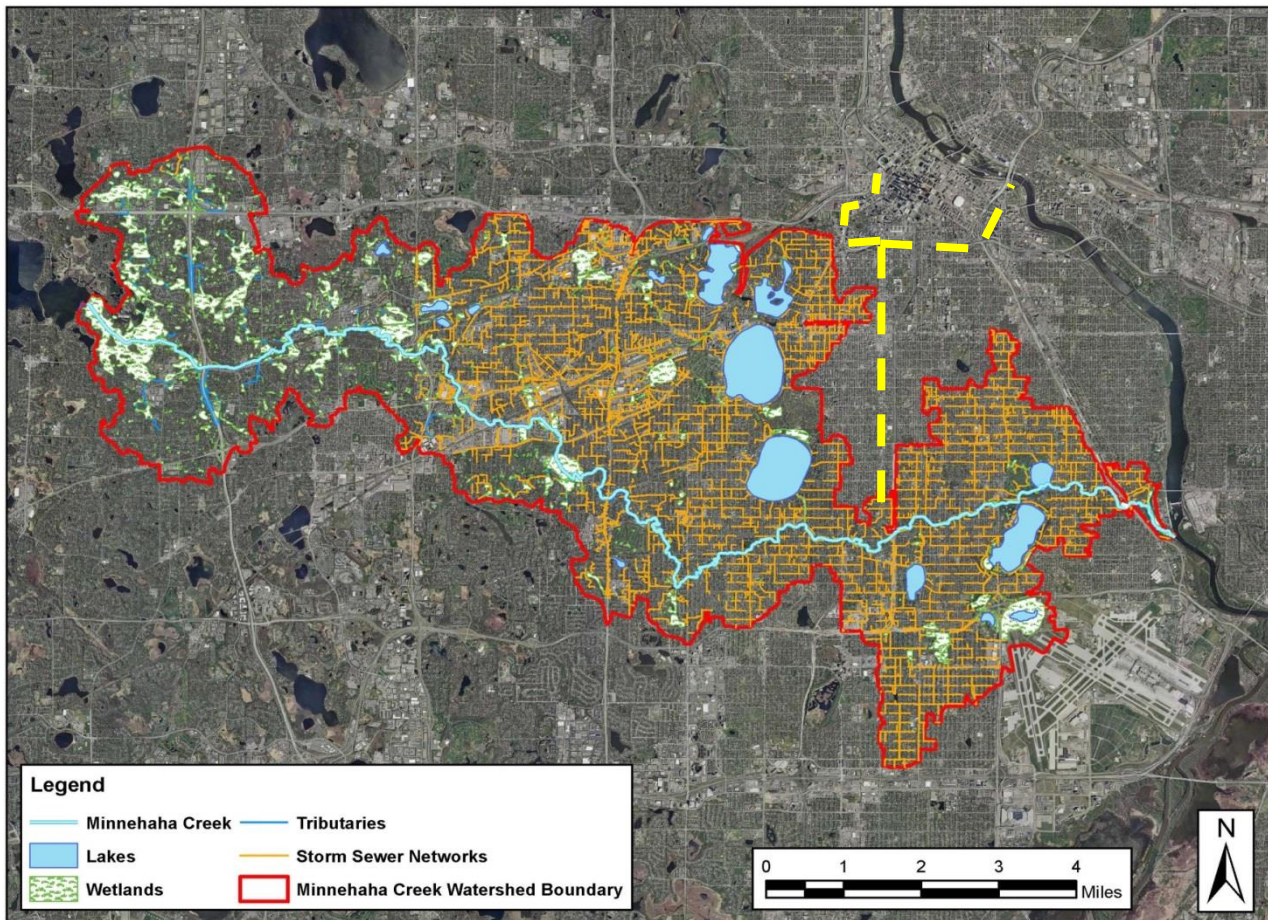 Legend
Minnehaha Creek
Tributaries
Lakes
Storm Sewer Networks
Wetlands
Minnehaha Creek Watershed Boundary
N
0 1 2 3 4
Miles